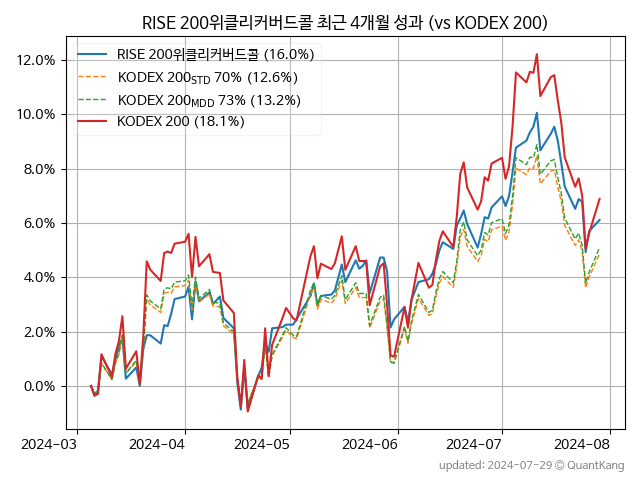 RISE 200위클리커버드콜 최근 4개월 성과 (vs KODEX 200)
RISE 200위클리커버드콜 (16.0%)
KODEX 200STD 70% (12.6%)
KODEX 200MDD 73% (13.2%)
KODEX 200 (18.1%)
12.0%
10.0%
8.0%
6.0%
4.0%
2.0%
0.0%
2024-03 2024-04 2024-05 2024-06 2024-07 2024-08
updated: 2024-07-29 © QuantKang